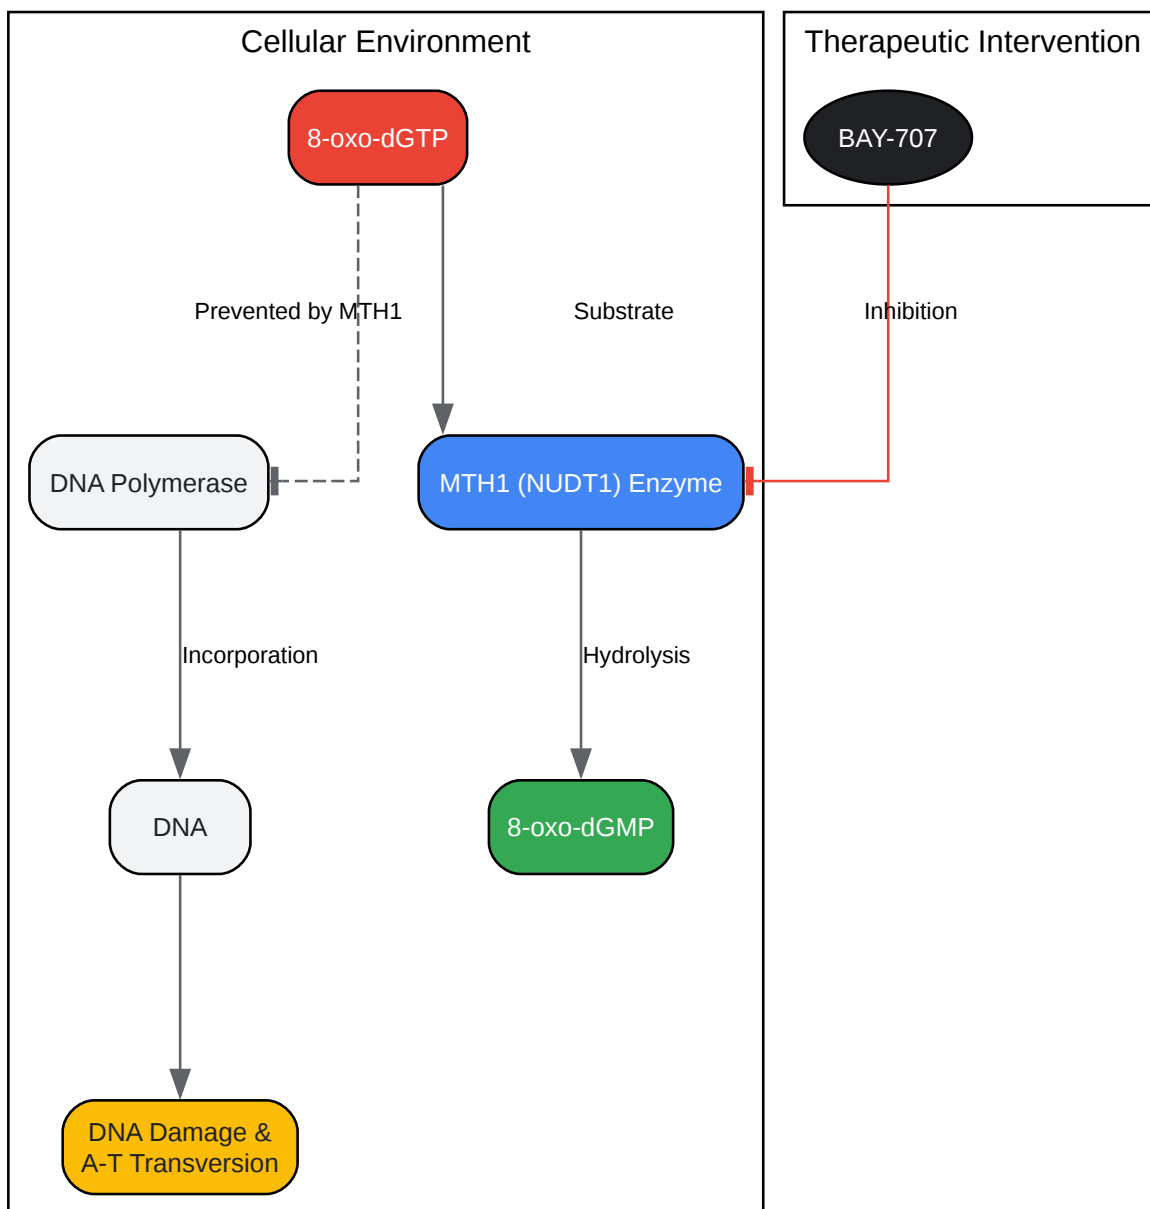 Cellular Environment
Therapeutic Intervention
8-oxo-dGTP
BAY-707
Prevented by MTH1
Substrate
Inhibition
DNA Polymerase
MTH1 (NUDT1) Enzyme
Incorporation
Hydrolysis
DNA
8-oxo-dGMP
DNA Damage &
A-T Transversion